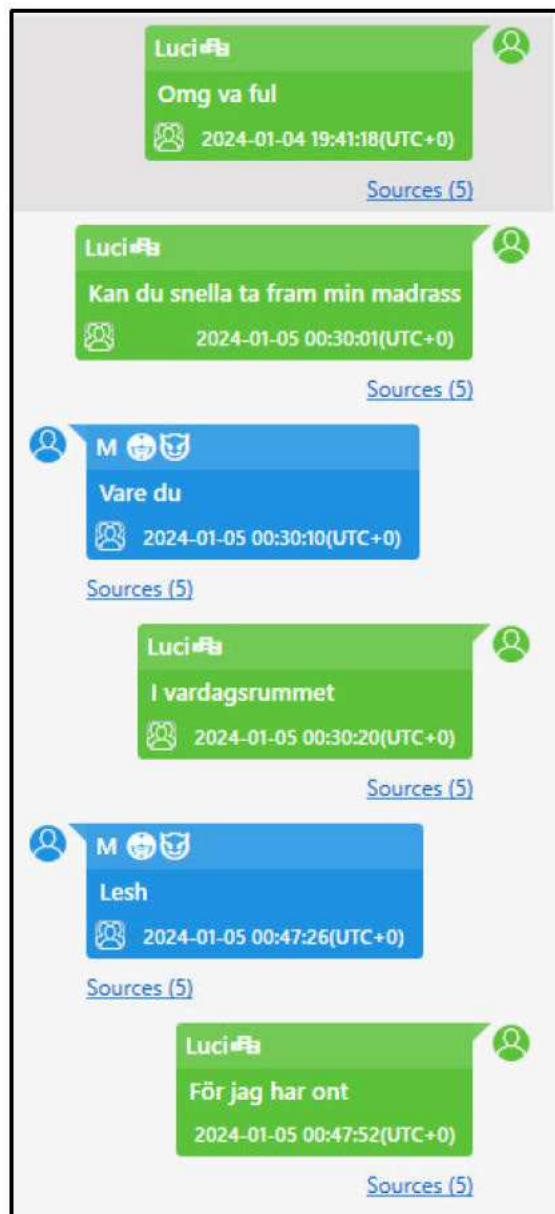 Luci
Omg va ful
2024-01-04 19:41:18(UTC+0)
Sources (5)
Luci
Kan du snella ta fram min madrass
2024-01-05 00:30:01(UTC+0)
Sources (5)
M
Vare du
2024-01-05 00:30:10(UTC+0)
Sources (5)
Luci
I vardagsrummet
2024-01-05 00:30:20(UTC+0)
Sources (5)
M
Lesh
2024-01-05 00:47:26(UTC+0)
Sources (5)
Luci
För jag har ont
2024-01-05 00:47:52(UTC+0)
Sources (5)